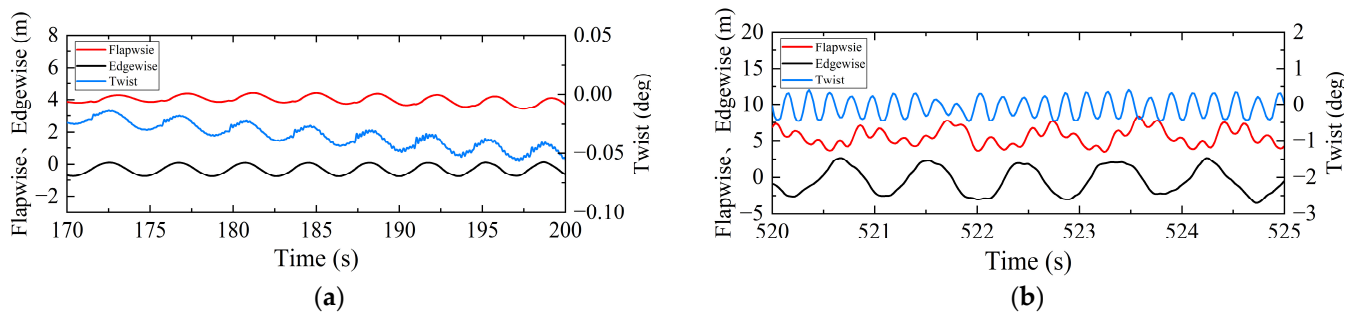 Flapwise、Edgewise (m)
8
6
4
2
0
−2
Flapwsie
Edgewise
Twist
0.05
0.00
−0.05
−0.10
Twist (deg)
170
175
180
185
190
195
200
Time (s)
(a)
Flapwise、Edgewise (m)
20
15
10
5
0
−5
Flapwsie
Edgewise
Twist
2
1
0
−1
−2
−3
Twist (deg)
520
521
522
523
524
525
Time (s)
(b)